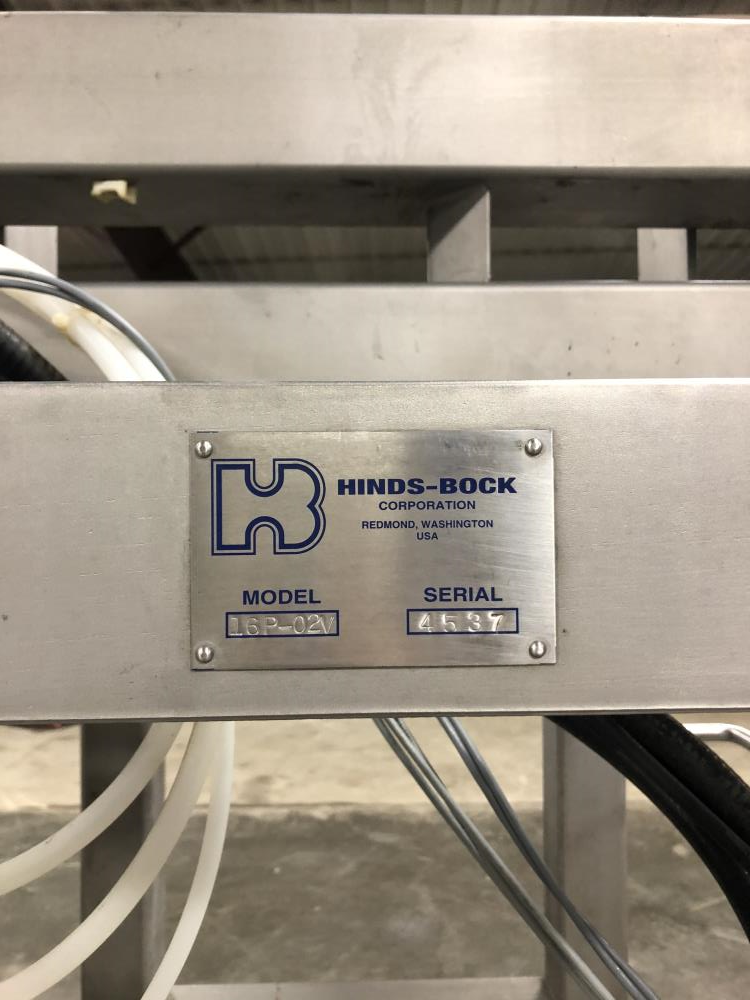 HINDS-BOCK
CORPORATION
REDMOND, WASHINGTON
USA
MODEL SERIAL
16P-02V 4537